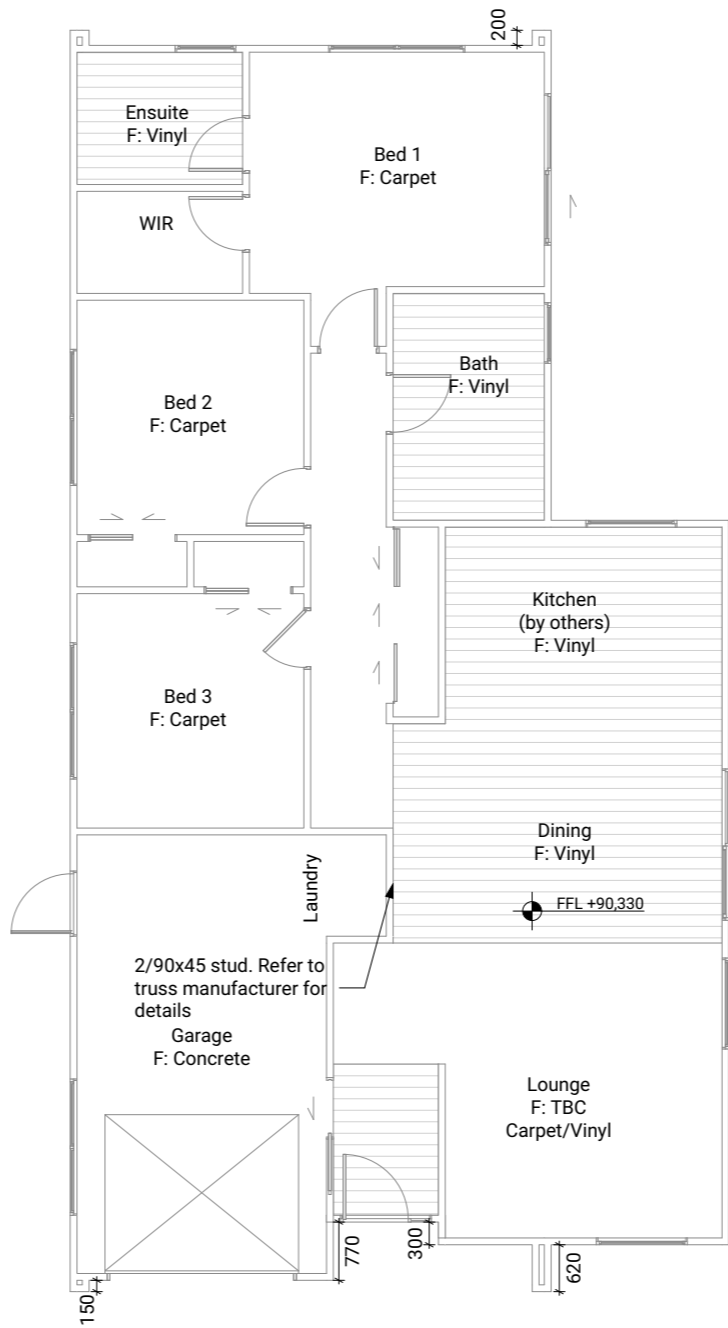 200
Ensuite
F: Vinyl
Bed 1
F: Carpet
WIR
Bath
F: Vinyl
Bed 2
F: Carpet
Kitchen
(by others)
F: Vinyl
Bed 3
F: Carpet
Dining
F: Vinyl
Laundry
FFL +90,330
2/90x45 stud. Refer to
truss manufacturer for
details
Garage
F: Concrete
Lounge
F: TBC
Carpet/Vinyl
770
300
620
150